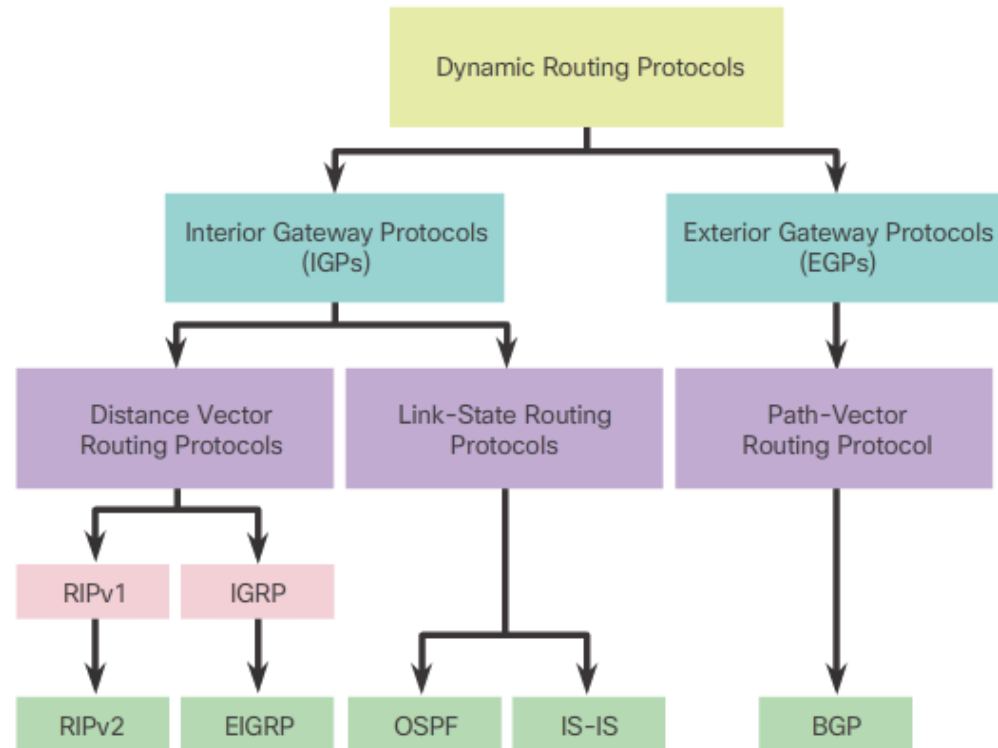 Dynamic Routing Protocols
Interior Gateway Protocols
(IGPs)
Exterior Gateway Protocols
(EGPs)
Distance Vector
Routing Protocols
Link-State Routing
Protocols
Path-Vector
Routing Protocol
RIPv1
IGRP
RIPv2
EIGRP
OSPF
IS-IS
BGP